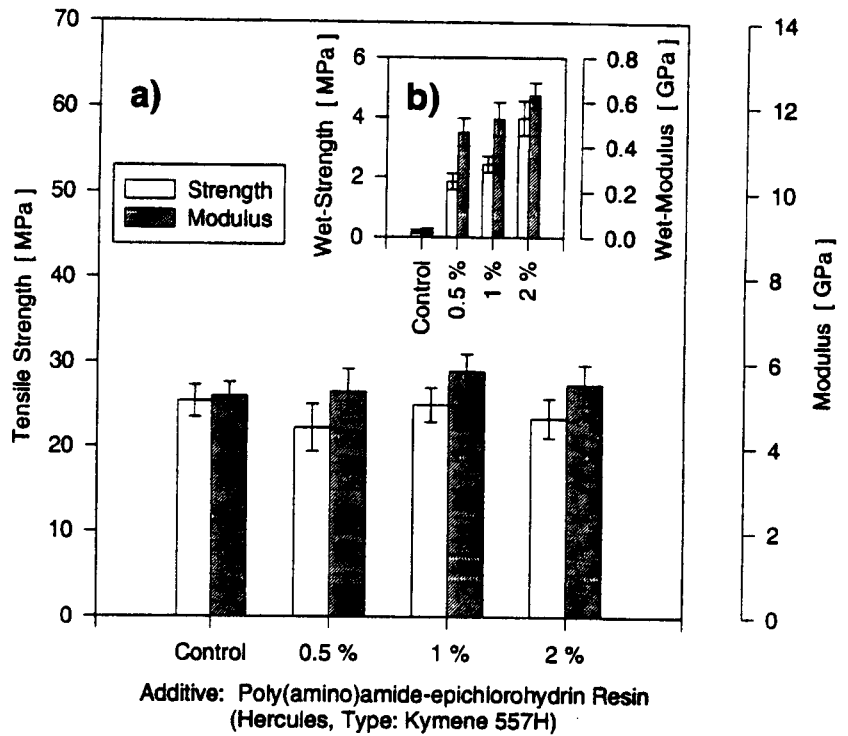 a)
Strength
Modulus
Tensile Strength [ MPa ]
70
60
50
40
30
20
10
0
Control
0.5 %
1 %
2 %
Additive: Poly(amino)amide-epichlorohydrin Resin
(Hercules, Type: Kymene 557H)
Modulus [ GPa ]
14
12
10
8
6
4
2
0
b)
Wet-Strength [ MPa ]
6
4
2
0
Control
0.5 %
1 %
2 %
Wet-Modulus [ GPa ]
0.8
0.6
0.4
0.2
0.0